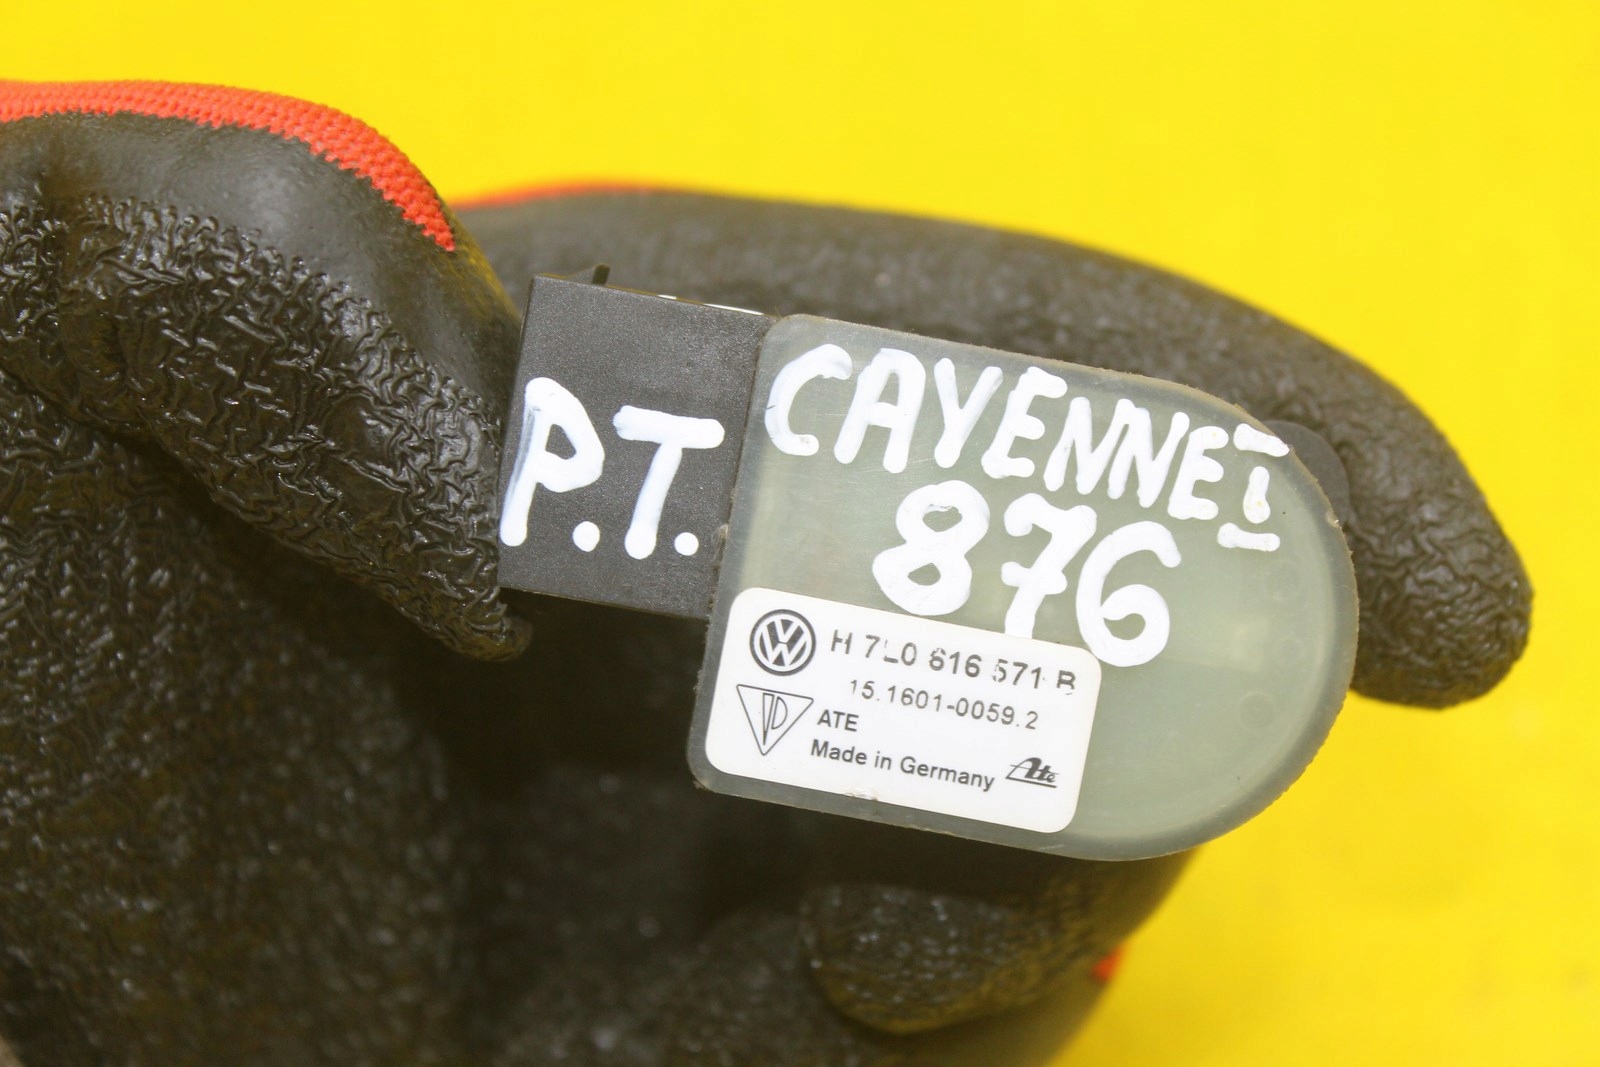 P.T.
CAYENNE I
876
H 7L0 616 571 B
15.1601-0059.2
ATE
Made in Germany
Ate